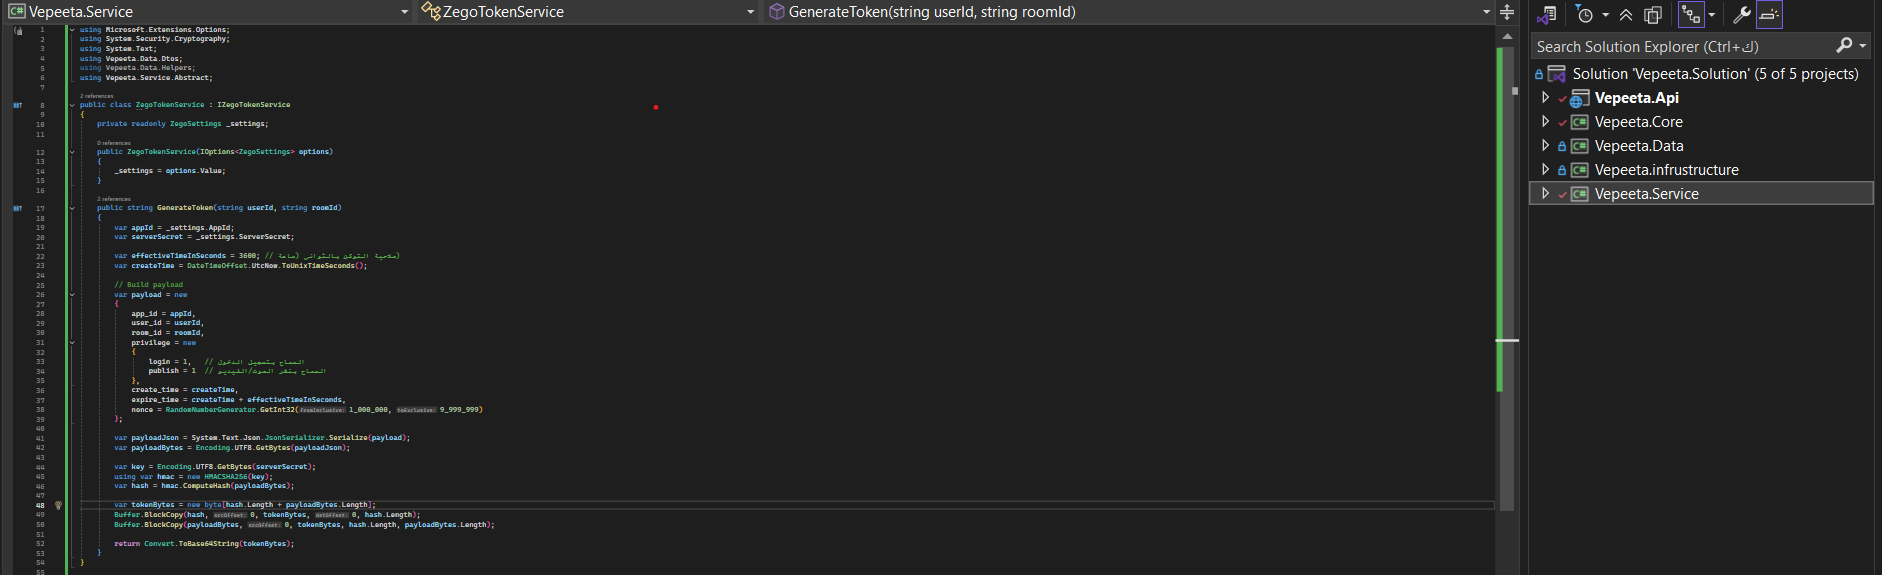 Vepeeta.Service
ZegoTokenService
GenerateToken(string userId, string roomId)
1 using Microsoft.Extensions.Options;
2 using System.Security.Cryptography;
3 using System.Text;
4 using Vepeeta.Data.Dtos;
5 using Vepeeta.Data.Helpers;
6 using Vepeeta.Service.Abstract;
7
2 references
8 public class ZegoTokenService : IZegoTokenService
9 {
10 private readonly ZegoSettings _settings;
11
0 references
12 public ZegoTokenService(IOptions<ZegoSettings> options)
13 {
14 _settings = options.Value;
15 }
16
2 references
17 public string GenerateToken(string userId, string roomId)
18 {
19 var appId = _settings.AppId;
20 var serverSecret = _settings.ServerSecret;
21
22 var effectiveTimeInSeconds = 3600; // صلاحية التوكن بالثواني (ساعة)
23 var createTime = DateTimeOffset.UtcNow.ToUnixTimeSeconds();
24
25 // Build payload
26 var payload = new
27 {
28 app_id = appId,
29 user_id = userId,
30 room_id = roomId,
31 privilege = new
32 {
33 login = 1, // السماح بتسجيل الدخول
34 publish = 1 // السماح بنشر الصوت/الفيديو
35 },
36 create_time = createTime,
37 expire_time = createTime + effectiveTimeInSeconds,
38 nonce = RandomNumberGenerator.GetInt32(fromInclusive: 1_000_000, toExclusive: 9_999_999)
39 };
40
41 var payloadJson = System.Text.Json.JsonSerializer.Serialize(payload);
42 var payloadBytes = Encoding.UTF8.GetBytes(payloadJson);
43
44 var key = Encoding.UTF8.GetBytes(serverSecret);
45 using var hmac = new HMACSHA256(key);
46 var hash = hmac.ComputeHash(payloadBytes);
47
48 var tokenBytes = new byte[hash.Length + payloadBytes.Length];
49 Buffer.BlockCopy(hash, srcOffset: 0, tokenBytes, dstOffset: 0, hash.Length);
50 Buffer.BlockCopy(payloadBytes, srcOffset: 0, tokenBytes, hash.Length, payloadBytes.Length);
51
52 return Convert.ToBase64String(tokenBytes);
53 }
54 }
55
Search Solution Explorer (Ctrl+ك)
Solution 'Vepeeta.Solution' (5 of 5 projects)
Vepeeta.Api
C# Vepeeta.Core
C# Vepeeta.Data
C# Vepeeta.infrustructure
C# Vepeeta.Service